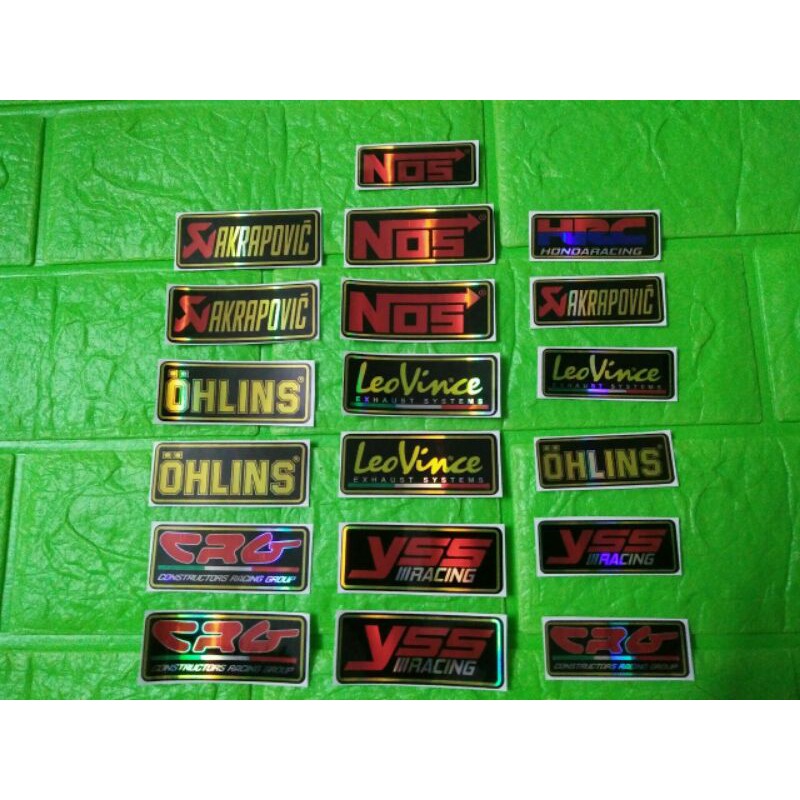 NOS
AKRAPOVIČ
NOS®
HRC
HONDARACING
AKRAPOVIČ
NOS®
AKRAPOVIČ
ÖHLINS®
LeoVince
EXHAUST SYSTEMS
LeoVince
EXHAUST SYSTEMS
ÖHLINS®
LeoVince
EXHAUST SYSTEMS
ÖHLINS
CRG
CONSTRUCTORS RACING GROUP
YSS
RACING
YSS
RACING
CRG
CONSTRUCTORS RACING GROUP
YSS
RACING
CRG
CONSTRUCTORS RACING GROUP